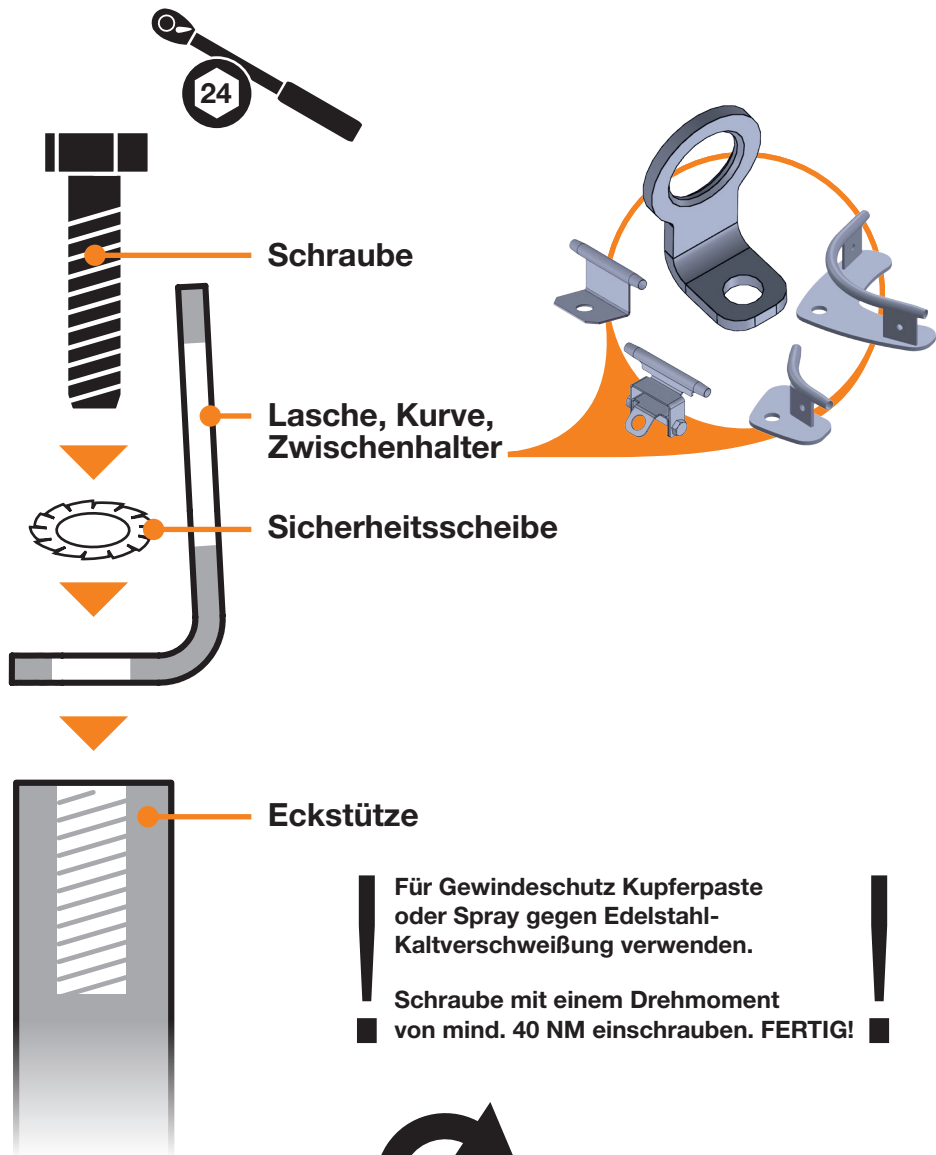 24
Schraube
Lasche, Kurve,
Zwischenhalter
Sicherheitsscheibe
Eckstütze
Für Gewindeschutz Kupferpaste
oder Spray gegen Edelstahl-
Kaltverschweißung verwenden.
Schraube mit einem Drehmoment
von mind. 40 NM einschrauben. FERTIG!